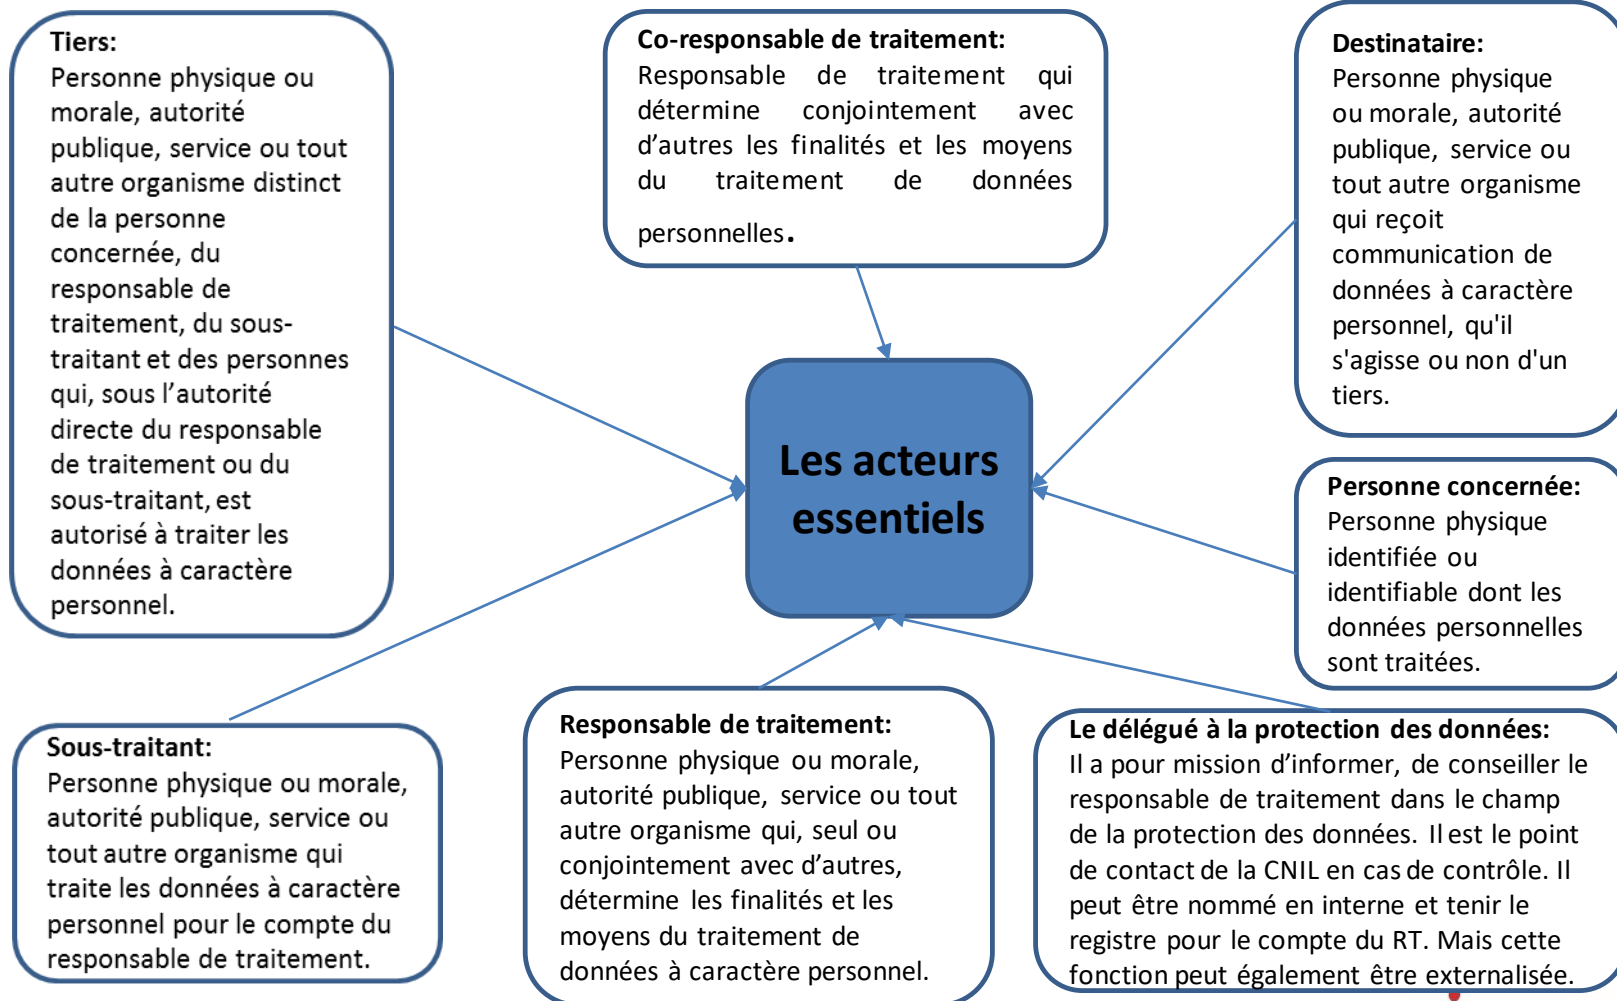 Tiers:
Personne physique ou
morale, autorité
publique, service ou tout
autre organisme distinct
de la personne
concernée, du
responsable de
traitement, du sous-
traitant et des personnes
qui, sous l’autorité
directe du responsable
de traitement ou du
sous-traitant, est
autorisé à traiter les
données à caractère
personnel.
Co-responsable de traitement:
Responsable de traitement qui
détermine conjointement avec
d’autres les finalités et les moyens
du traitement de données
personnelles.
Destinataire:
Personne physique
ou morale, autorité
publique, service ou
tout autre organisme
qui reçoit
communication de
données à caractère
personnel, qu'il
s'agisse ou non d'un
tiers.
Les acteurs
essentiels
Personne concernée:
Personne physique
identifiée ou
identifiable dont les
données personnelles
sont traitées.
Sous-traitant:
Personne physique ou morale,
autorité publique, service ou
tout autre organisme qui
traite les données à caractère
personnel pour le compte du
responsable de traitement.
Responsable de traitement:
Personne physique ou morale,
autorité publique, service ou tout
autre organisme qui, seul ou
conjointement avec d’autres,
détermine les finalités et les
moyens du traitement de
données à caractère personnel.
Le délégué à la protection des données:
Il a pour mission d’informer, de conseiller le
responsable de traitement dans le champ
de la protection des données. Il est le point
de contact de la CNIL en cas de contrôle. Il
peut être nommé en interne et tenir le
registre pour le compte du RT. Mais cette
fonction peut également être externalisée.